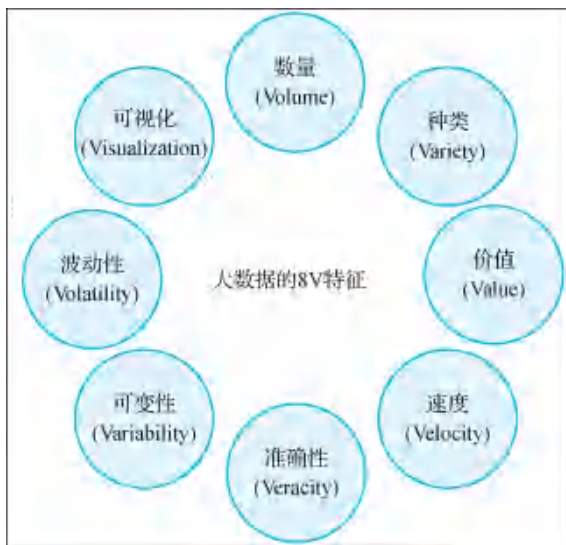 数量
(Volume)
种类
(Variety)
价值
(Value)
速度
(Velocity)
准确性
(Veracity)
可变性
(Variability)
波动性
(Volatility)
可视化
(Visualization)
大数据的8V特征